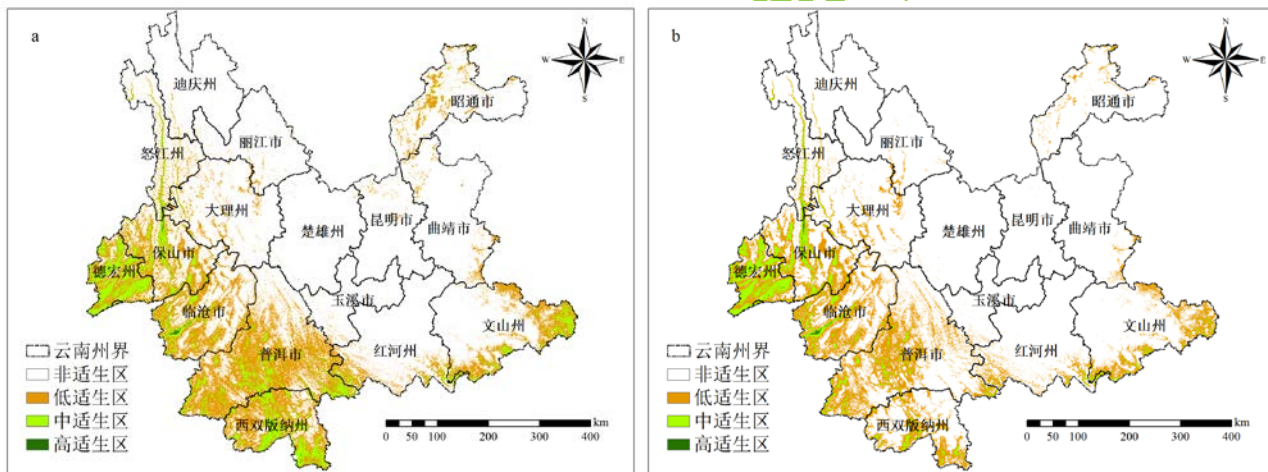 a
N
W E
S
迪庆州
昭通市
丽江市
怒江州
大理州
楚雄州
昆明市
曲靖市
保山市
德宏州
玉溪市
临沧市
文山州
普洱市
红河州
西双版纳州
云南州界
非适生区
低适生区
中适生区
高适生区
km
0 50 100 200 300 400
b
N
W E
S
迪庆州
昭通市
丽江市
怒江州
大理州
楚雄州
昆明市
曲靖市
保山市
德宏州
玉溪市
临沧市
文山州
普洱市
红河州
西双版纳州
云南州界
非适生区
低适生区
中适生区
高适生区
km
0 50 100 200 300 400